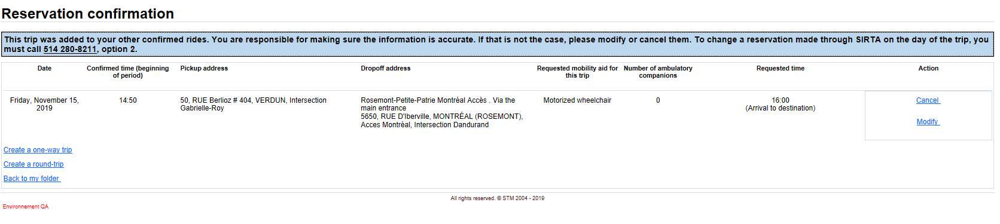 Reservation confirmation
This trip was added to your other confirmed rides. You are responsible for making sure the information is accurate. If that is not the case, please modify or cancel them. To change a reservation made through SIRTA on the day of the trip, you
must call 514 280-8211, option 2.
Date
Confirmed time (beginning
of period)
Pickup address
Dropoff address
Requested mobility aid for
this trip
Number of ambulatory
companions
Requested time
Action
Friday, November 15,
2019
14:50
50, RUE Berlioz # 404, VERDUN, Intersection
Gabrielle-Roy
Rosemont-Petite-Patrie Montréal Accès . Via the
main entrance
5650, RUE D'Iberville, MONTRÉAL (ROSEMONT),
Acces Montréal, Intersection Dandurand
Motorized wheelchair
0
16:00
(Arrival to destination)
Cancel
Modify
Create a one-way trip
Create a round-trip
Back to my folder
All rights reserved. © STM 2004 - 2019
Environnement QA